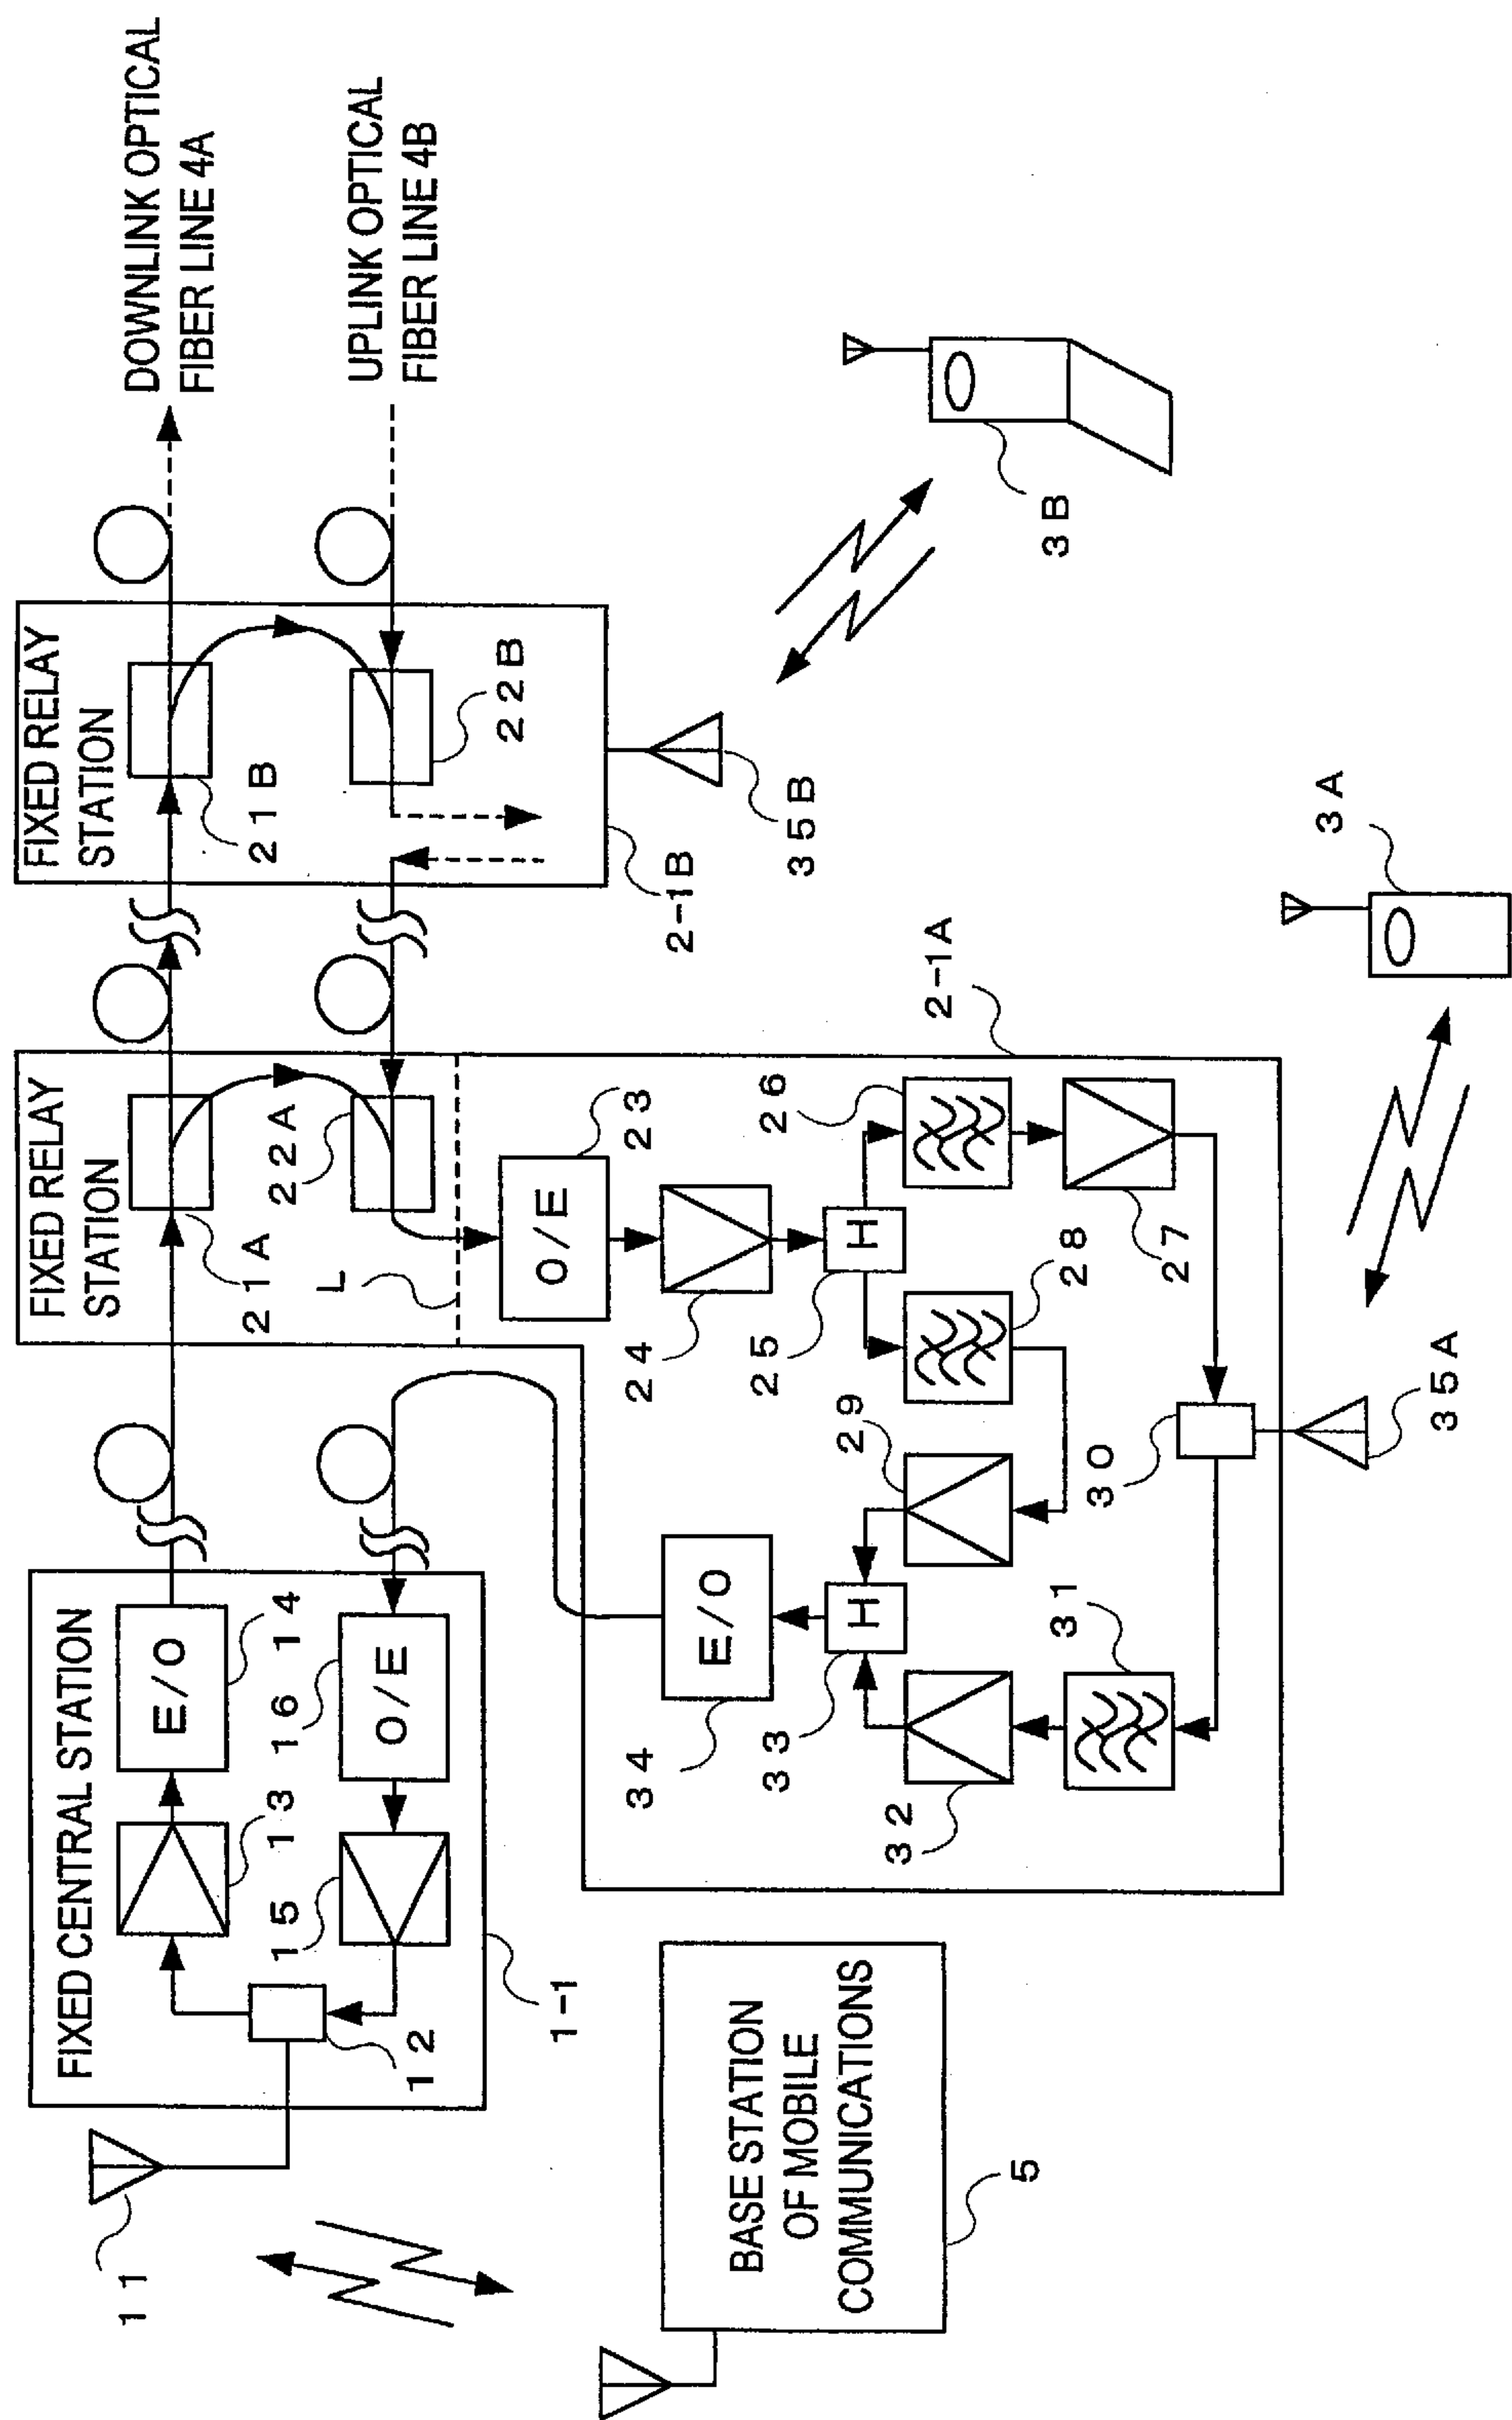 DOWNLINK OPTICAL
FIBER LINE 4A
UPLINK OPTICAL
FIBER LINE 4B
FIXED CENTRAL STATION
E/O
14
13
16
O/E
15
12
1-1
11
FIXED RELAY
STATION
21A
22A
L
O/E
23
24
H
25
26
27
28
29
30
31
32
H
33
E/O
34
35A
2-1A
FIXED RELAY
STATION
21B
22B
2-1B
35B
3B
3A
BASE STATION
OF MOBILE
COMMUNICATIONS
5